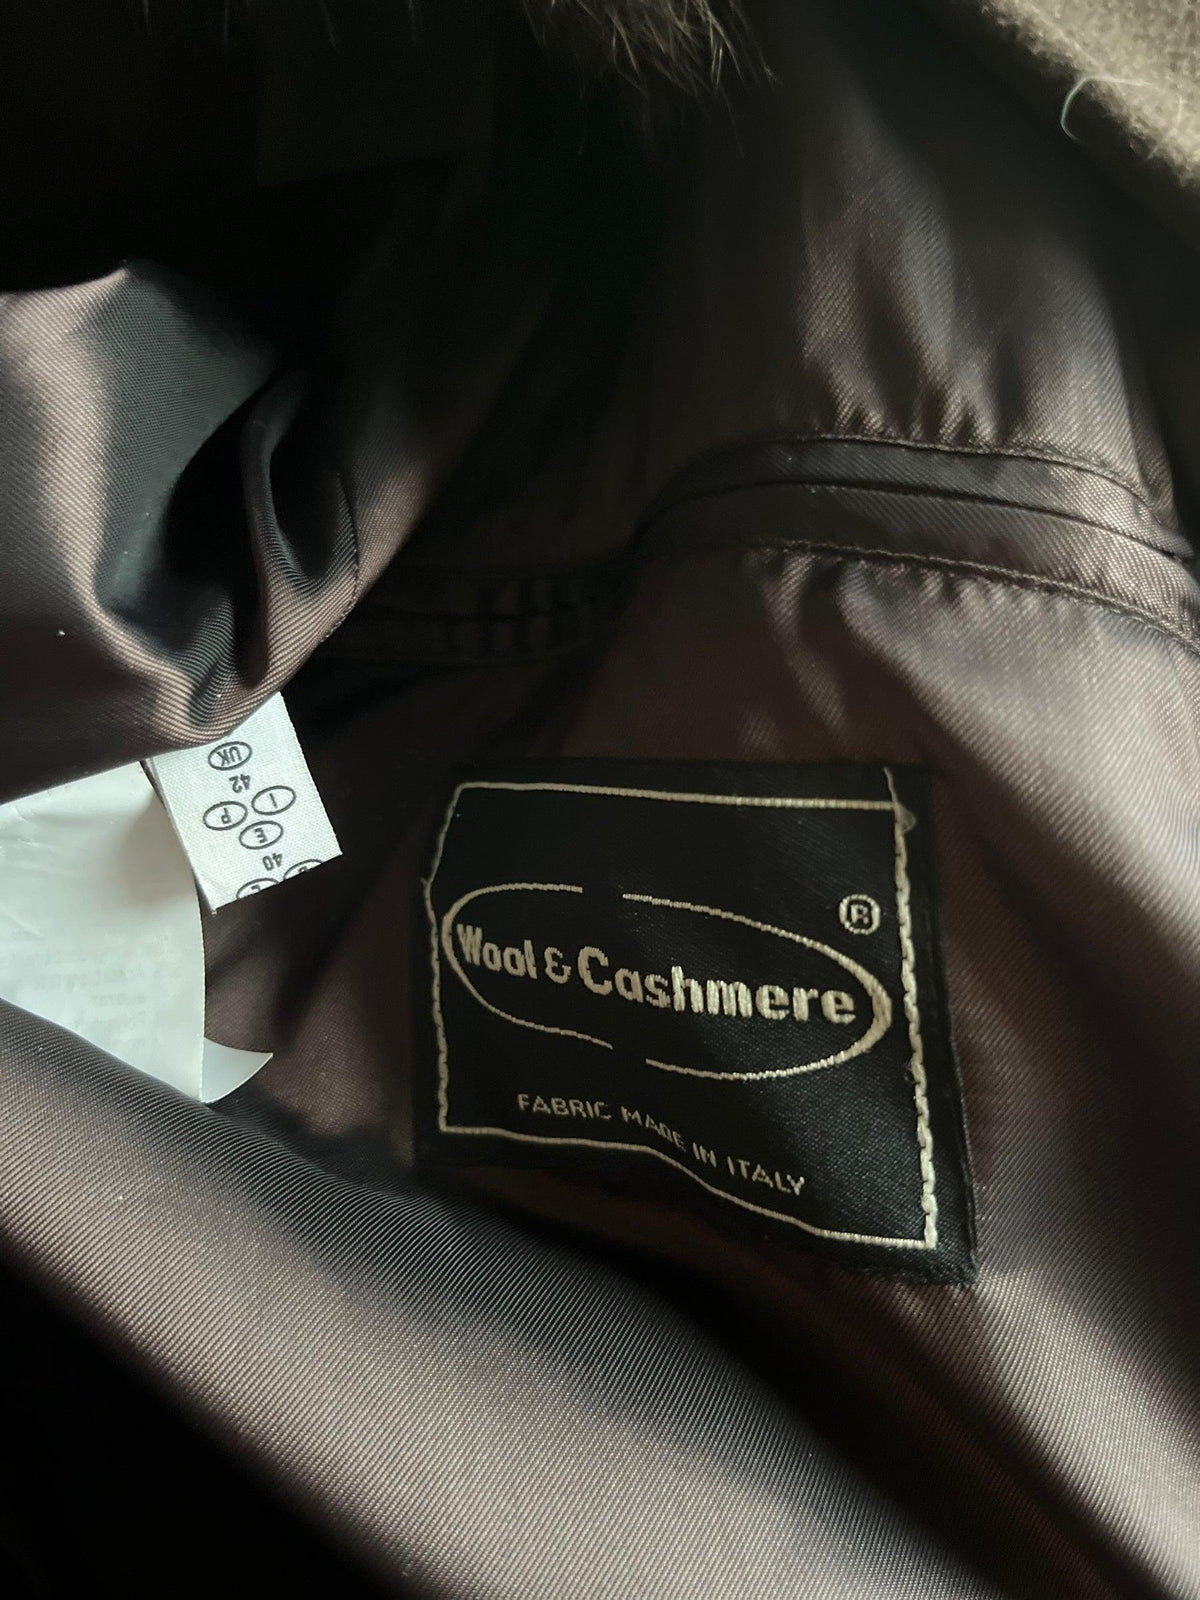 UK
42
I
P
E
40
Wool & Cashmere ®
FABRIC MADE IN ITALY